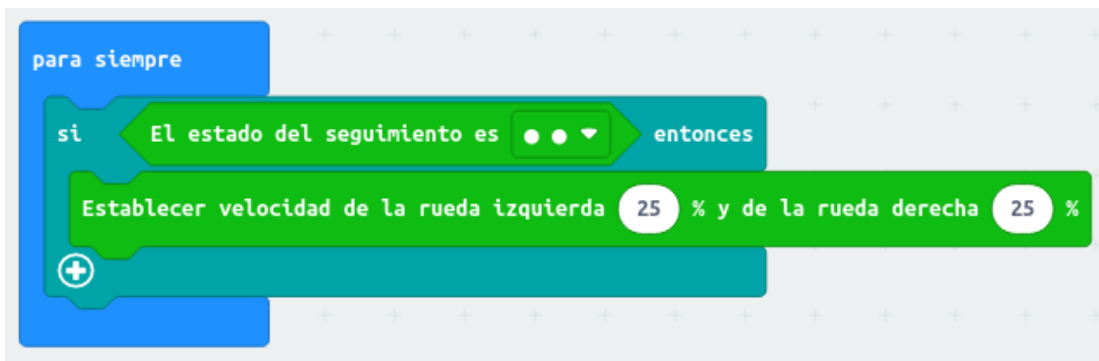 para siempre
si El estado del seguimiento es ● ● entonces
Establecer velocidad de la rueda izquierda 25 % y de la rueda derecha 25 %